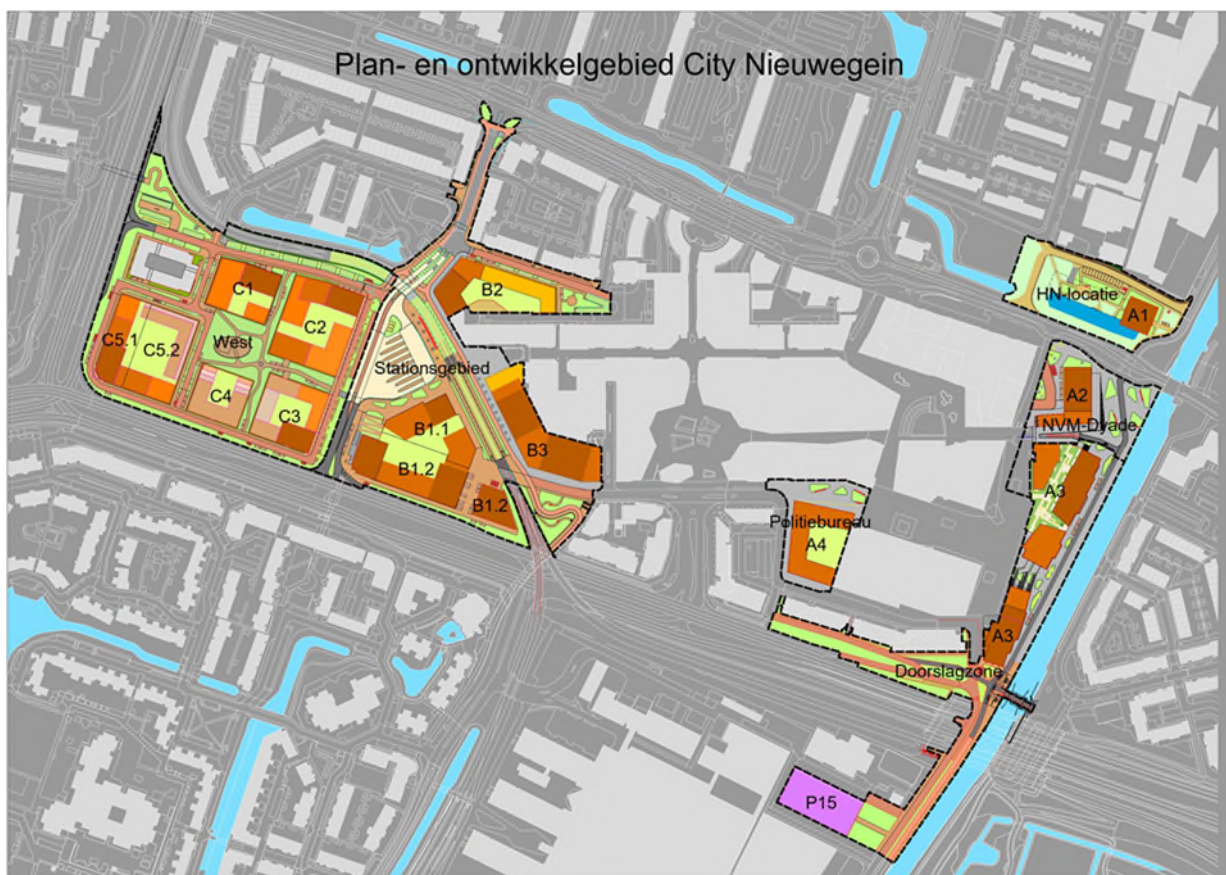 Plan- en ontwikkelgebied City Nieuwegein
C1
C2
C5.1
C5.2
West
C4
C3
B2
Stationsgebied
B1.1
B1.2
B1.2
B3
HN-locatie
A1
A2
NVM-Dyade
A3
Politiebureau
A4
A3
Doorslagzone
P15